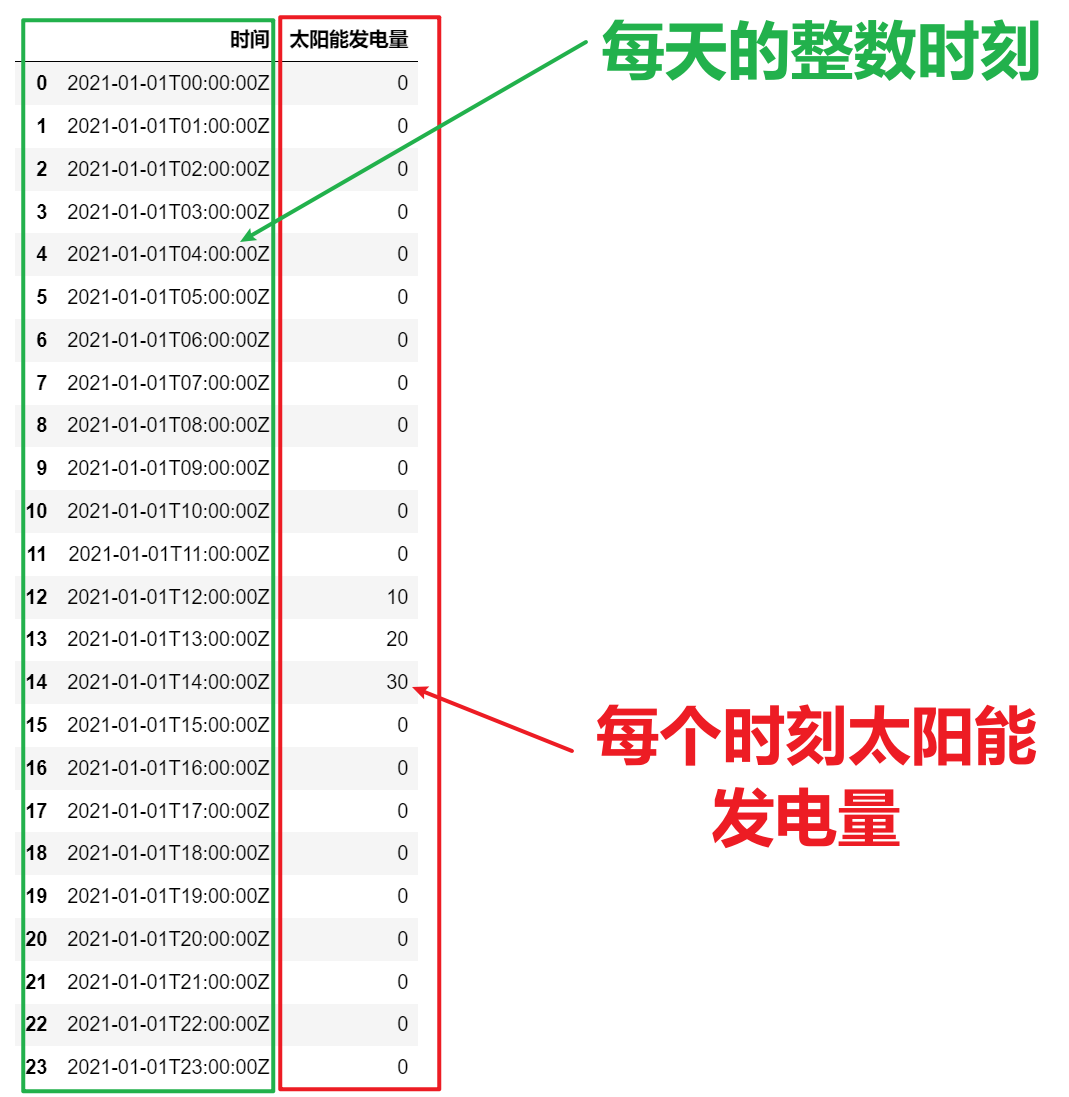 时间 太阳能发电量
每天的整数时刻
0 2021-01-01T00:00:00Z 0
1 2021-01-01T01:00:00Z 0
2 2021-01-01T02:00:00Z 0
3 2021-01-01T03:00:00Z 0
4 2021-01-01T04:00:00Z 0
5 2021-01-01T05:00:00Z 0
6 2021-01-01T06:00:00Z 0
7 2021-01-01T07:00:00Z 0
8 2021-01-01T08:00:00Z 0
9 2021-01-01T09:00:00Z 0
10 2021-01-01T10:00:00Z 0
11 2021-01-01T11:00:00Z 0
12 2021-01-01T12:00:00Z 10
13 2021-01-01T13:00:00Z 20
14 2021-01-01T14:00:00Z 30
15 2021-01-01T15:00:00Z 0
16 2021-01-01T16:00:00Z 0
17 2021-01-01T17:00:00Z 0
18 2021-01-01T18:00:00Z 0
19 2021-01-01T19:00:00Z 0
20 2021-01-01T20:00:00Z 0
21 2021-01-01T21:00:00Z 0
22 2021-01-01T22:00:00Z 0
23 2021-01-01T23:00:00Z 0
每个时刻太阳能
发电量